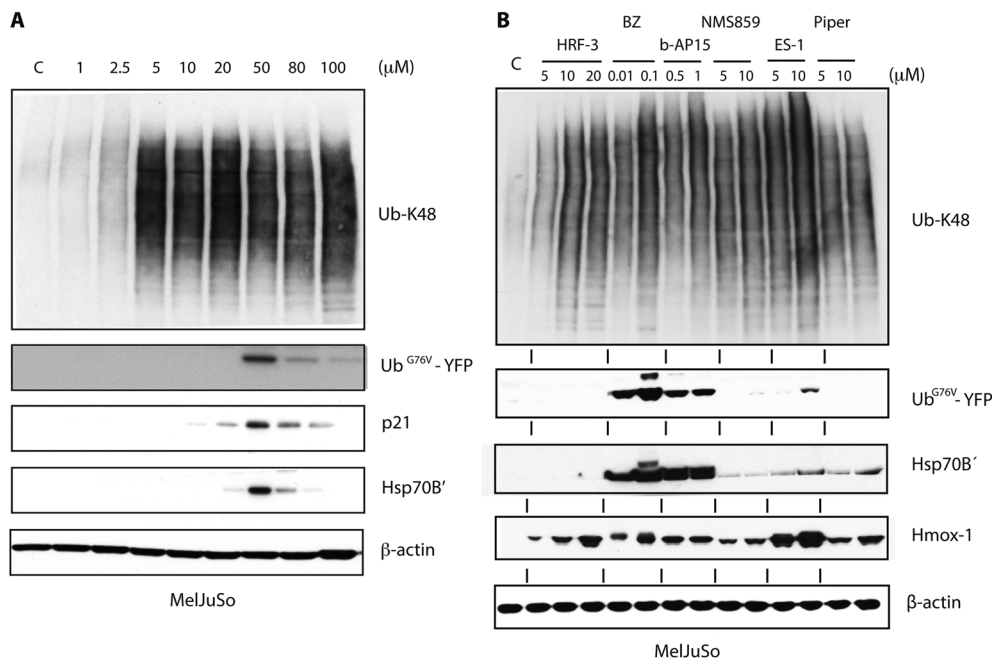 A
C 1 2.5 5 10 20 50 80 100 (µM)
Ub-K48
Ub G76V - YFP
p21
Hsp70B'
β-actin
MelJuSo
B
BZ NMS859 Piper
HRF-3 b-AP15 ES-1
C
5 10 20 0.01 0.1 0.5 1 5 10 5 10 5 10 (µM)
Ub-K48
UbG76V- YFP
Hsp70B´
Hmox-1
β-actin
MelJuSo